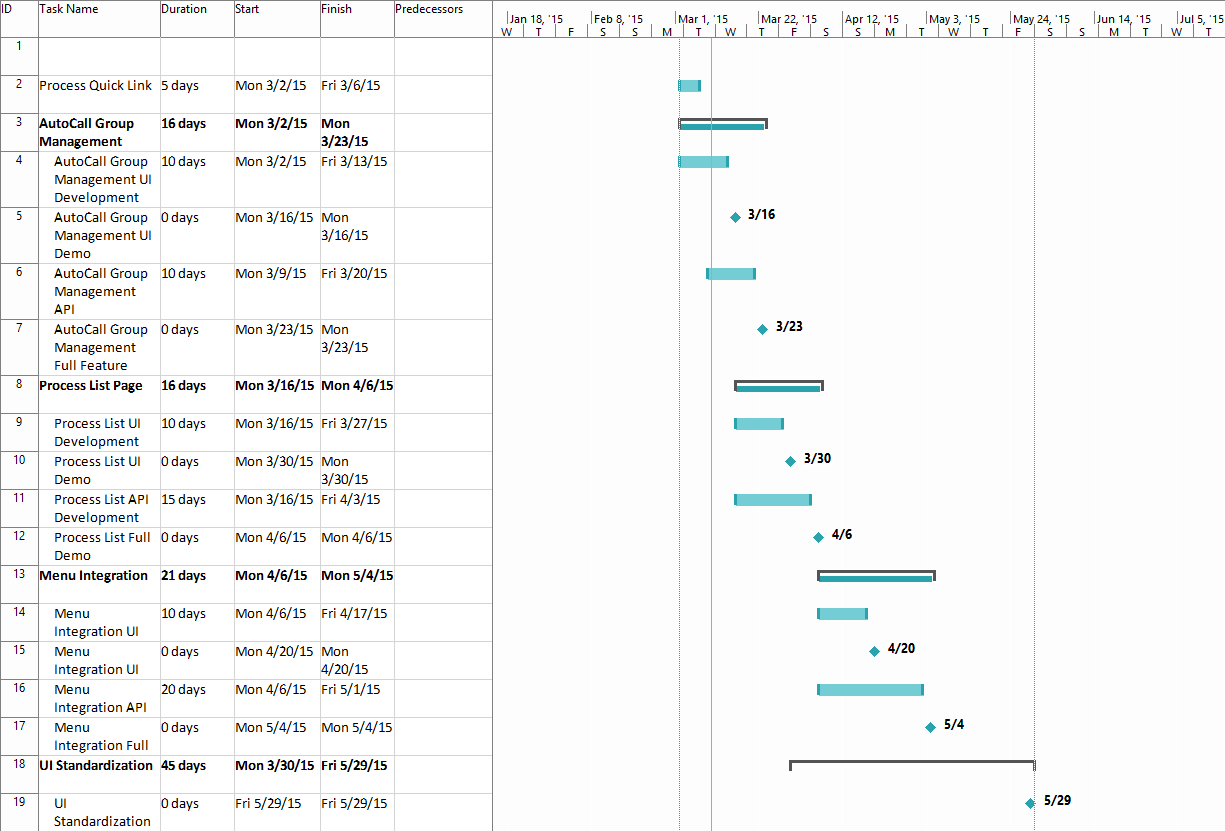 ID Task Name Duration Start Finish Predecessors
Jan 18, '15 Feb 8, '15 Mar 1, '15 Mar 22, '15 Apr 12, '15 May 3, '15 May 24, '15 Jun 14, '15 Jul 5, '15
W T F S S M T W T F S S M T W T F S S M T W T
1
2 Process Quick Link 5 days Mon 3/2/15 Fri 3/6/15
3 AutoCall Group 16 days Mon 3/2/15 Mon
Management 3/23/15
4 AutoCall Group 10 days Mon 3/2/15 Fri 3/13/15
Management UI
Development
5 AutoCall Group 0 days Mon 3/16/15 Mon 3/16
Management UI 3/16/15
Demo
6 AutoCall Group 10 days Mon 3/9/15 Fri 3/20/15
Management
API
7 AutoCall Group 0 days Mon 3/23/15 Mon 3/23
Management 3/23/15
Full Feature
8 Process List Page 16 days Mon 3/16/15 Mon 4/6/15
9 Process List UI 10 days Mon 3/16/15 Fri 3/27/15
Development
10 Process List UI 0 days Mon 3/30/15 Mon 3/30
Demo 3/30/15
11 Process List API 15 days Mon 3/16/15 Fri 4/3/15
Development
12 Process List Full 0 days Mon 4/6/15 Mon 4/6/15 4/6
Demo
13 Menu Integration 21 days Mon 4/6/15 Mon 5/4/15
14 Menu 10 days Mon 4/6/15 Fri 4/17/15
Integration UI
15 Menu 0 days Mon 4/20/15 Mon 4/20
Integration UI 4/20/15
16 Menu 20 days Mon 4/6/15 Fri 5/1/15
Integration API
17 Menu 0 days Mon 5/4/15 Mon 5/4/15 5/4
Integration Full
18 UI Standardization 45 days Mon 3/30/15 Fri 5/29/15
19 UI 0 days Fri 5/29/15 Fri 5/29/15 5/29
Standardization